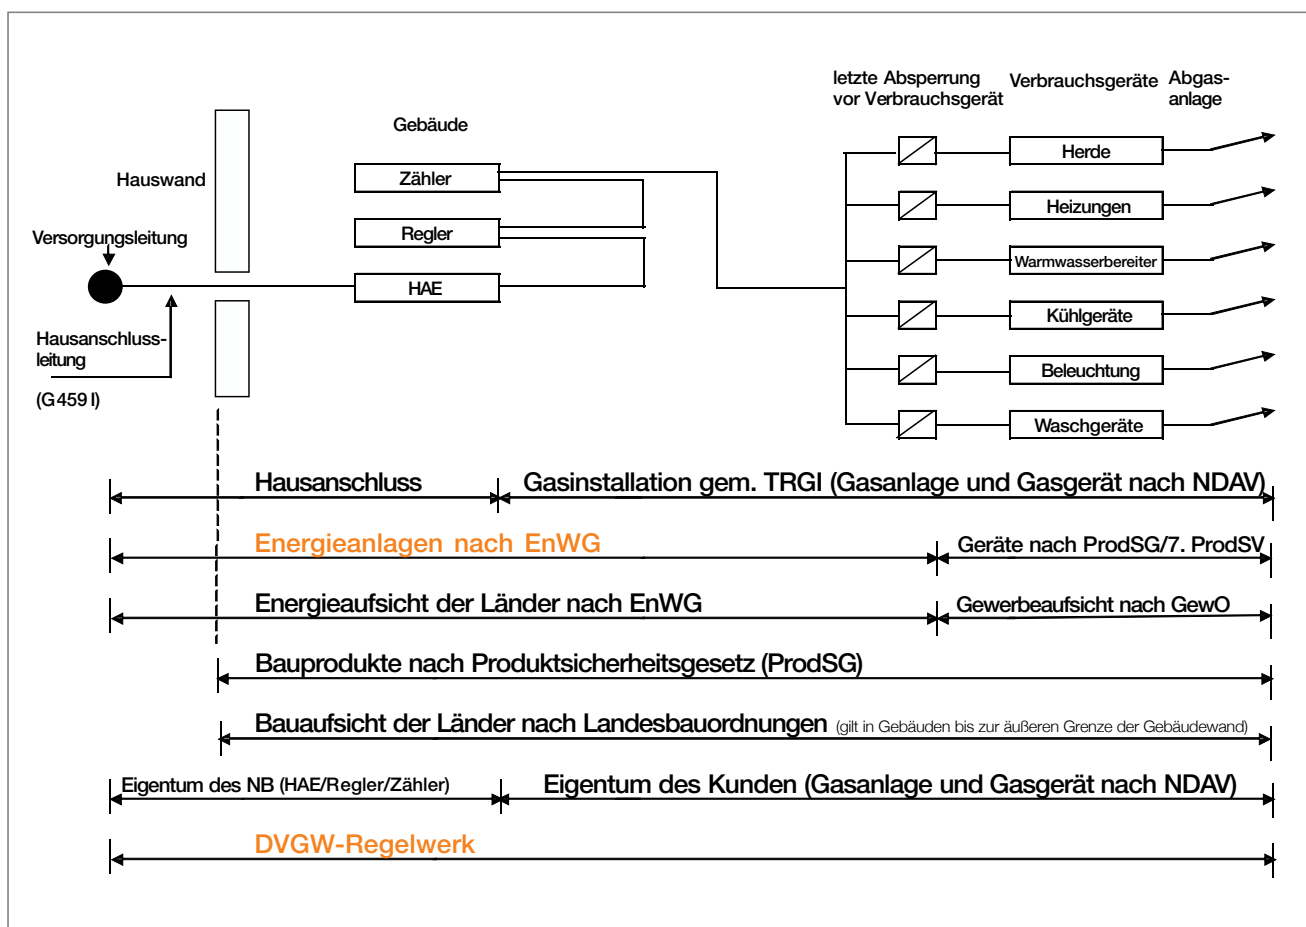 letzte Absperrung
vor Verbrauchsgerät
Verbrauchsgeräte
Abgas-
anlage
Gebäude
Hauswand
Versorgungsleitung
Hausanschluss-
leitung
(G 459 I)
Zähler
Regler
HAE
Herde
Heizungen
Warmwasserbereiter
Kühlgeräte
Beleuchtung
Waschgeräte
Hausanschluss
Gasinstallation gem. TRGI (Gasanlage und Gasgerät nach NDAV)
Energieanlagen nach EnWG
Geräte nach ProdSG/7. ProdSV
Energieaufsicht der Länder nach EnWG
Gewerbeaufsicht nach GewO
Bauprodukte nach Produktsicherheitsgesetz (ProdSG)
Bauaufsicht der Länder nach Landesbauordnungen (gilt in Gebäuden bis zur äußeren Grenze der Gebäudewand)
Eigentum des NB (HAE/Regler/Zähler)
Eigentum des Kunden (Gasanlage und Gasgerät nach NDAV)
DVGW-Regelwerk